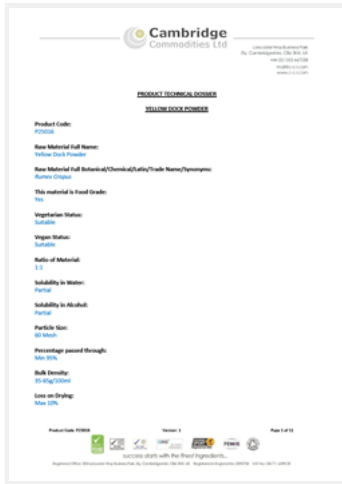 Cambridge
Commodities Ltd
PRODUCT TECHNICAL DOSSIER
YELLOW DOCK POWDER
Product Code:
P25016
Raw Material Full Name:
Yellow Dock Powder
Raw Material Full Botanical/Chemical/Latin/Trade Name/Synonyms:
Rumex Crispus
This material is Food Grade:
Yes
Vegetarian Status:
Suitable
Vegan Status:
Suitable
Ratio of Material:
1:1
Solubility in Water:
Partial
Solubility in Alcohol:
Partial
Particle Size:
60 Mesh
Percentage passed through:
Min 95%
Bulk Density:
35-65g/100ml
Loss on Drying:
Max 10%
Product Code: P25016 Version: 1 Page 1 of 11
success starts with the finest ingredients...